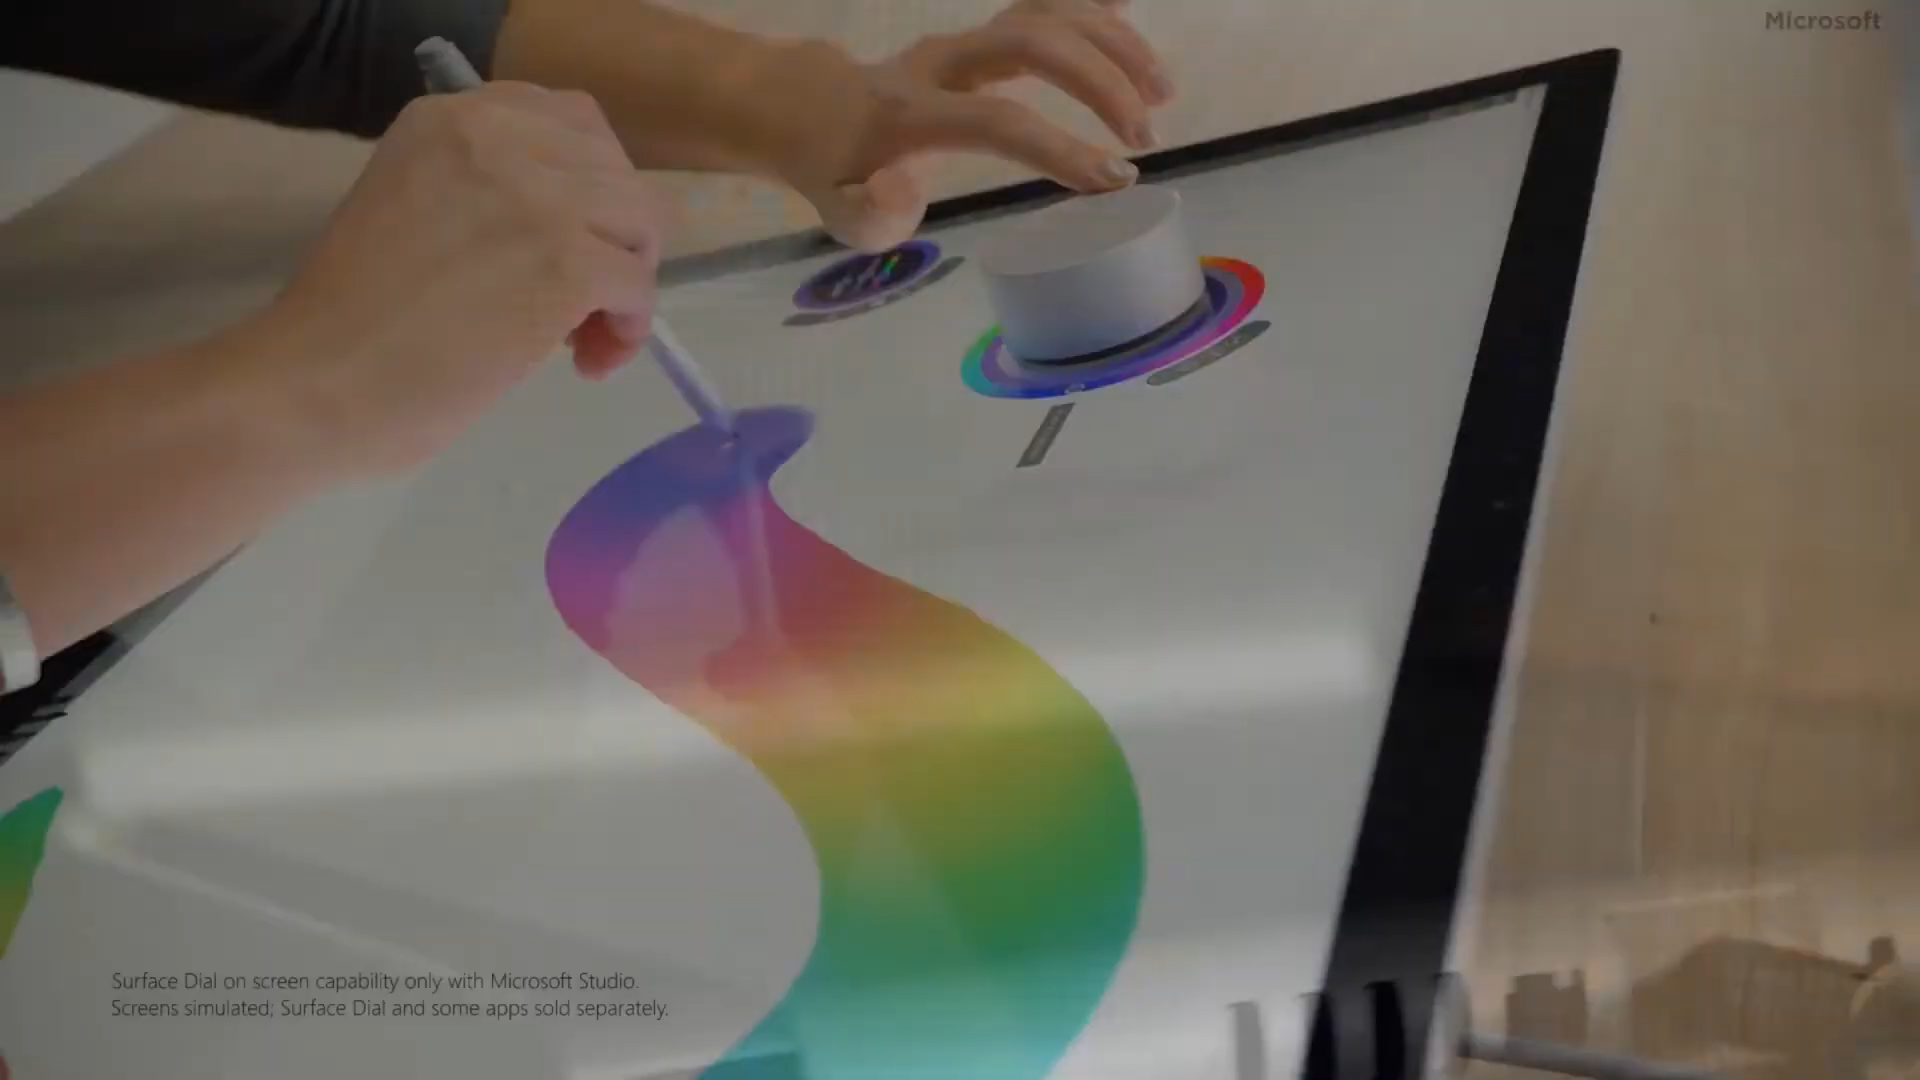 Microsoft
Surface Dial on screen capability only with Microsoft Studio.
Screens simulated; Surface Dial and some apps sold separately.